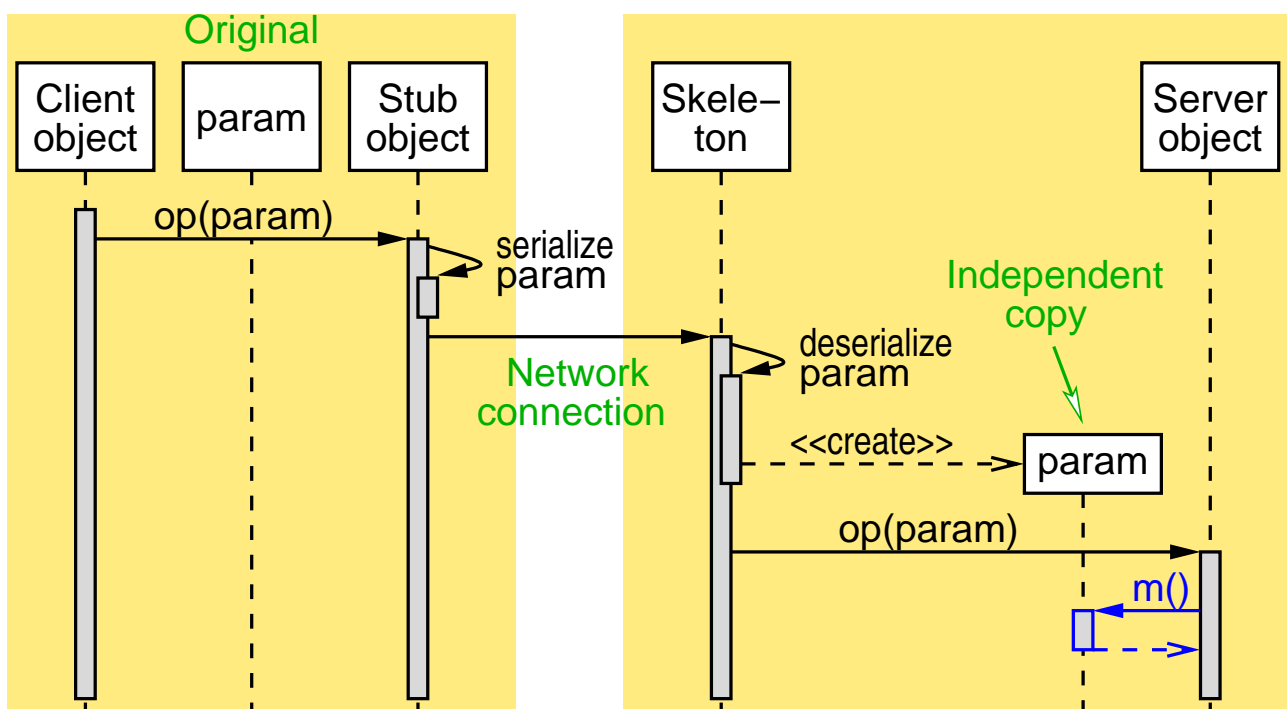 Original
Client
object
param
Stub
object
Skele–
ton
Server
object
op(param)
serialize
param
Network
connection
deserialize
param
Independent
copy
<<create>>
param
op(param)
m()